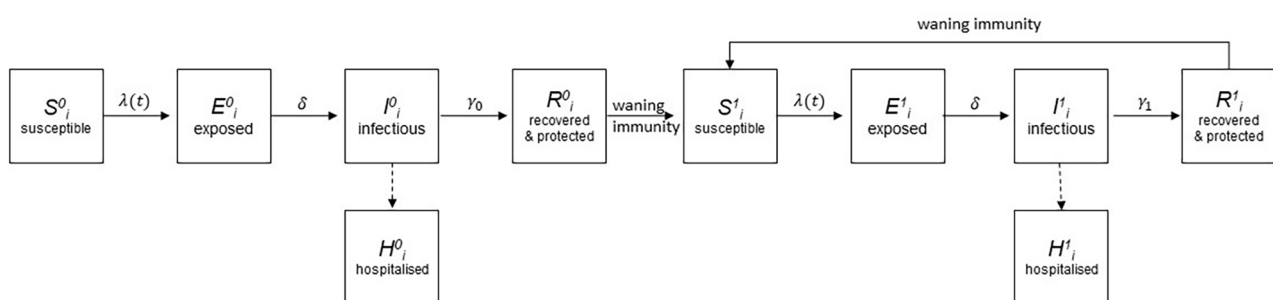 waning immunity
S⁰ᵢ
susceptible
λ(t)
E⁰ᵢ
exposed
δ
I⁰ᵢ
infectious
γ₀
R⁰ᵢ
recovered
& protected
waning
immunity
S¹ᵢ
susceptible
λ(t)
E¹ᵢ
exposed
δ
I¹ᵢ
infectious
γ₁
R¹ᵢ
recovered
& protected
H⁰ᵢ
hospitalised
H¹ᵢ
hospitalised